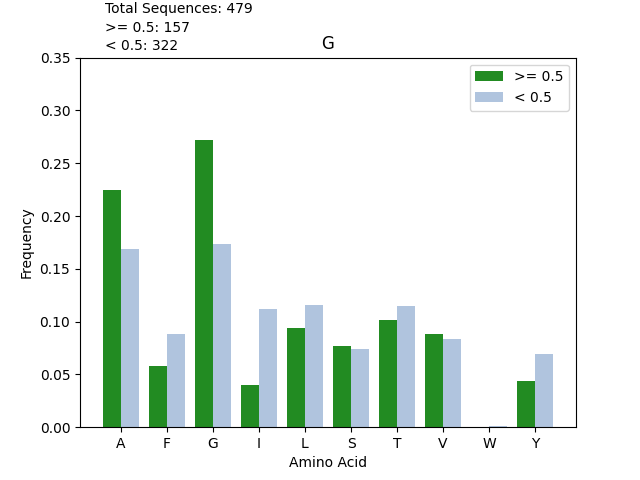 Total Sequences: 479
>= 0.5: 157
< 0.5: 322
G
>= 0.5
< 0.5
0.35
0.30
0.25
0.20
0.15
0.10
0.05
0.00
Frequency
A F G I L S T V W Y
Amino Acid